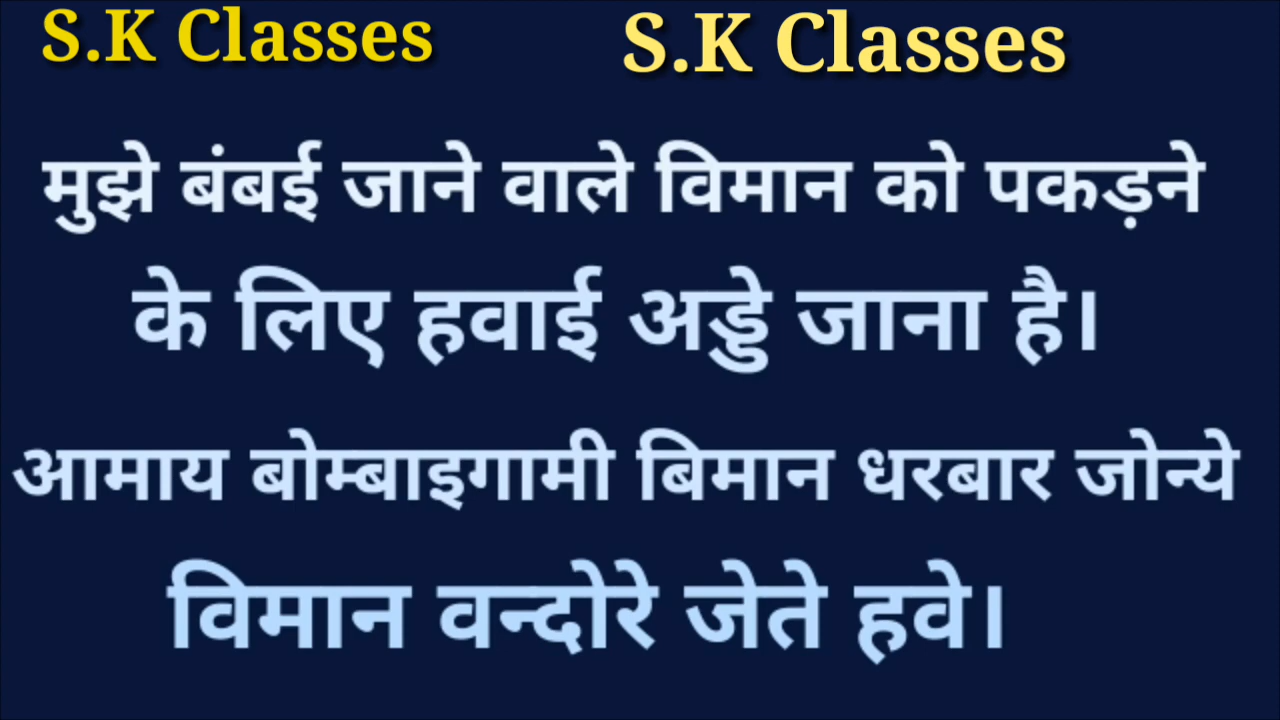 S.K Classes S.K Classes
मुझे बंबई जाने वाले विमान को पकड़ने
के लिए हवाई अड्डे जाना है।
आमाय बोम्बाइगामी बिमान धरबार जोन्ये
विमान वन्दोरे जेते हवे।